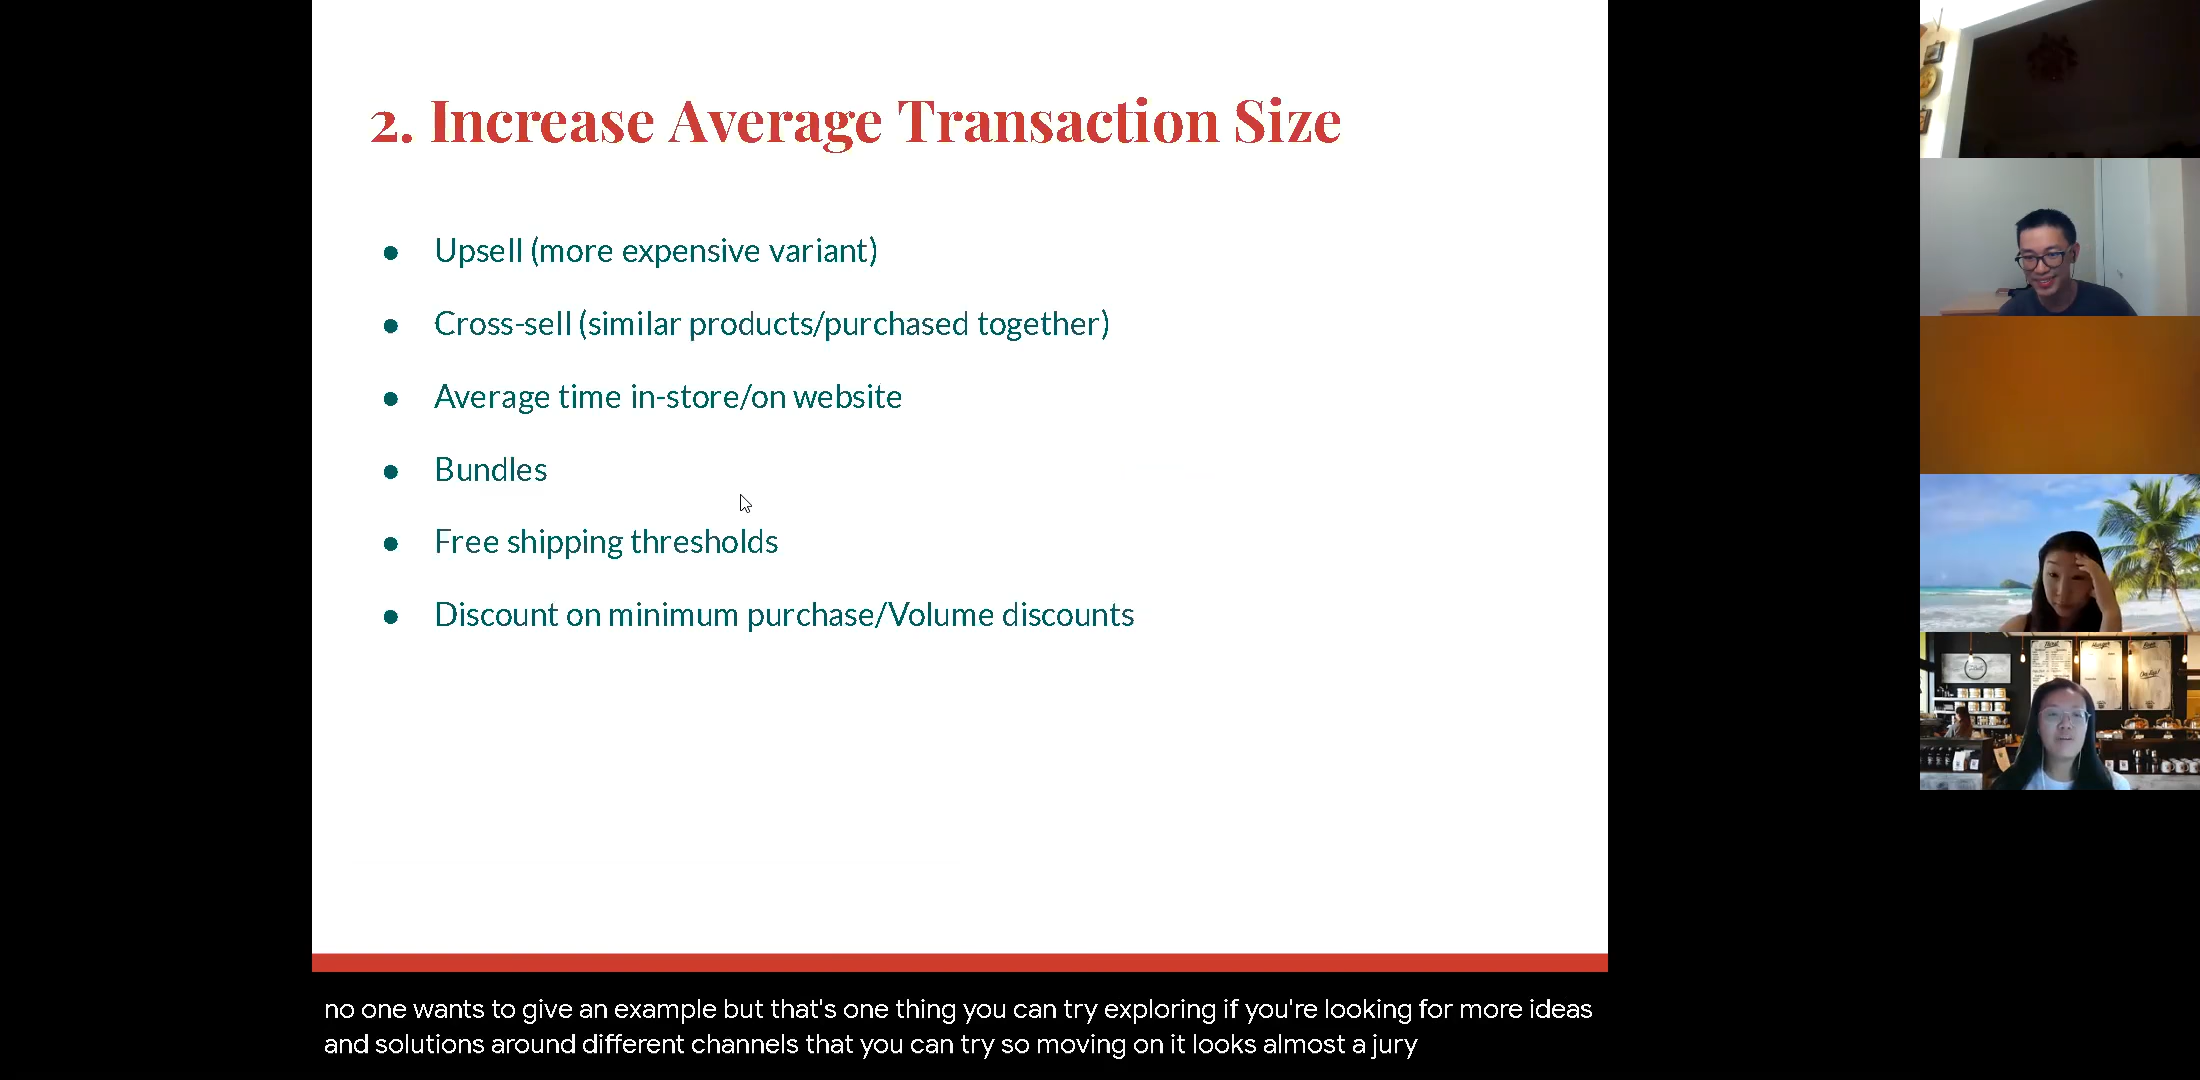 2. Increase Average Transaction Size
● Upsell (more expensive variant)
● Cross-sell (similar products/purchased together)
● Average time in-store/on website
● Bundles
● Free shipping thresholds
● Discount on minimum purchase/Volume discounts
no one wants to give an example but that's one thing you can try exploring if you're looking for more ideas
and solutions around different channels that you can try so moving on it looks almost a jury